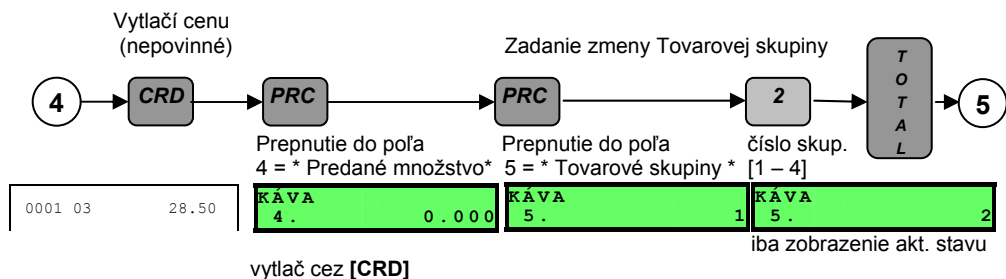 Vytlačí cenu
(nepovinné)
Zadanie zmeny Tovarovej skupiny
4
CRD
PRC
PRC
2
TOTAL
5
Prepnutie do poľa
4 = * Predané množstvo*
Prepnutie do poľa
5 = * Tovarové skupiny *
číslo skup.
[1 – 4]
0001 03 28.50
KÁVA
4. 0.000
KÁVA
5. 1
KÁVA
5. 2
iba zobrazenie akt. stavu
vytlač cez [CRD]